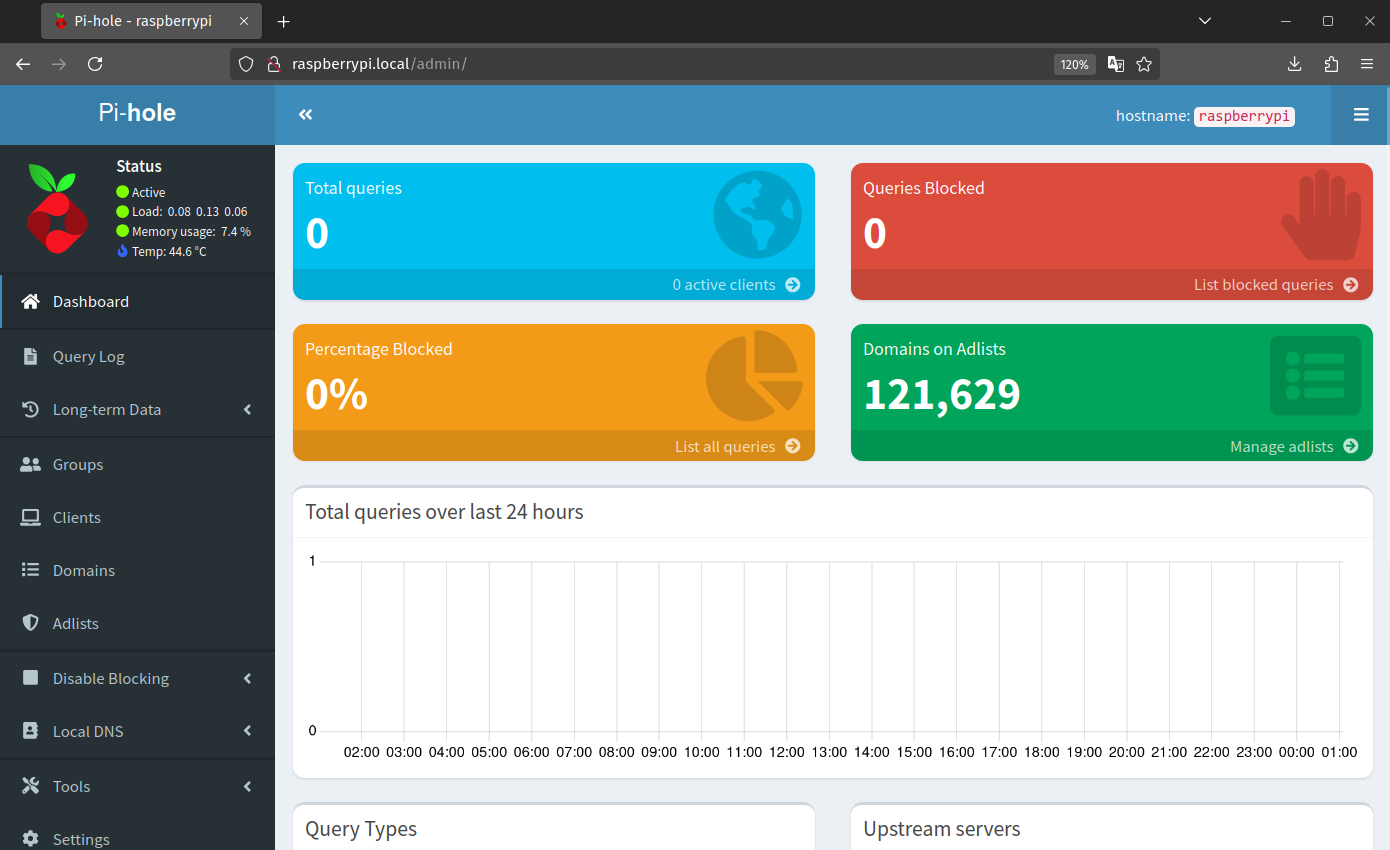 Pi-hole - raspberrypi
raspberrypi.local/admin/
120%
Pi-hole
hostname: raspberrypi
Status
Active
Load: 0.08 0.13 0.06
Memory usage: 7.4 %
Temp: 44.6 °C
Dashboard
Query Log
Long-term Data
Groups
Clients
Domains
Adlists
Disable Blocking
Local DNS
Tools
Settings
Total queries
0
0 active clients
Queries Blocked
0
List blocked queries
Percentage Blocked
0%
List all queries
Domains on Adlists
121,629
Manage adlists
Total queries over last 24 hours
1
0
02:00 03:00 04:00 05:00 06:00 07:00 08:00 09:00 10:00 11:00 12:00 13:00 14:00 15:00 16:00 17:00 18:00 19:00 20:00 21:00 22:00 23:00 00:00 01:00
Query Types
Upstream servers